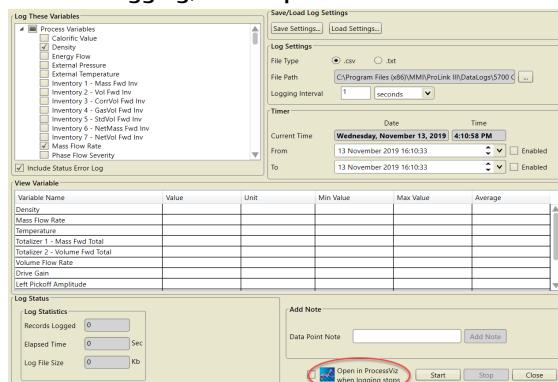 Log These Variables
Process Variables
Calorific Value
Density
Energy Flow
External Pressure
External Temperature
Inventory 1 - Mass Fwd Inv
Inventory 2 - Vol Fwd Inv
Inventory 3 - CorrVol Fwd Inv
Inventory 4 - GasVol Fwd Inv
Inventory 5 - StdVol Fwd Inv
Inventory 6 - NetMass Fwd Inv
Inventory 7 - NetVol Fwd Inv
Mass Flow Rate
Phase Flow Severity
Include Status Error Log
Save/Load Log Settings
Save Settings... Load Settings...
Log Settings
File Type .csv .txt
File Path C:\Program Files (x86)\MMI\ProLink III\DataLogs\5700 ...
Logging Interval 1 seconds
Timer
Date Time
Current Time Wednesday, November 13, 2019 4:10:58 PM
From 13 November 2019 16:10:33 Enabled
To 13 November 2019 16:10:33 Enabled
View Variable
Variable Name Value Unit Min Value Max Value Average
Density
Mass Flow Rate
Temperature
Totalizer 1 - Mass Fwd Total
Totalizer 2 - Volume Fwd Total
Volume Flow Rate
Drive Gain
Left Pickoff Amplitude
Log Status
Log Statistics
Records Logged 0
Elapsed Time 0 Sec
Log File Size 0 Kb
Add Note
Data Point Note Add Note
Open in ProcessViz
when logging stops
Start Stop Close